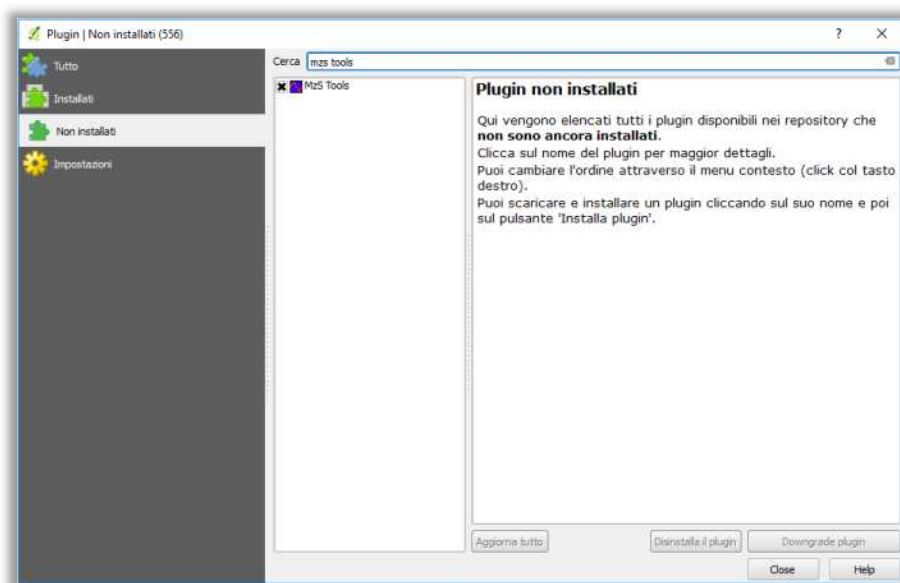 Plugin | Non installati (556)
?
Tutto
Installati
Non installati
Impostazioni
Cerca mzs tools
MzS Tools
Plugin non installati
Qui vengono elencati tutti i plugin disponibili nei repository che
non sono ancora installati.
Clicca sul nome del plugin per maggior dettagli.
Puoi cambiare l'ordine attraverso il menu contesto (click col tasto
destro).
Puoi scaricare e installare un plugin cliccando sul suo nome e poi
sul pulsante 'Installa plugin'.
Aggiorna tutto
Disinstalla il plugin
Downgrade plugin
Close
Help